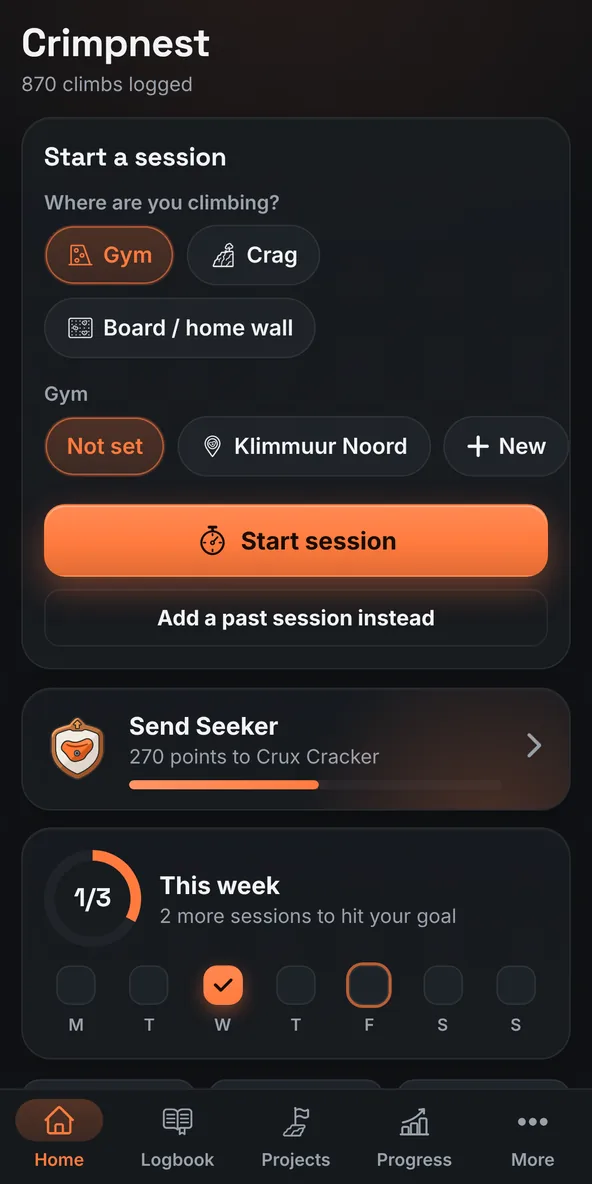 Crimpnest
870 climbs logged
Start a session
Where are you climbing?
Gym
Crag
Board / home wall
Gym
Not set
Klimmuur Noord
New
Start session
Add a past session instead
Send Seeker
270 points to Crux Cracker
1/3
This week
2 more sessions to hit your goal
M T W T F S S
Home
Logbook
Projects
Progress
More